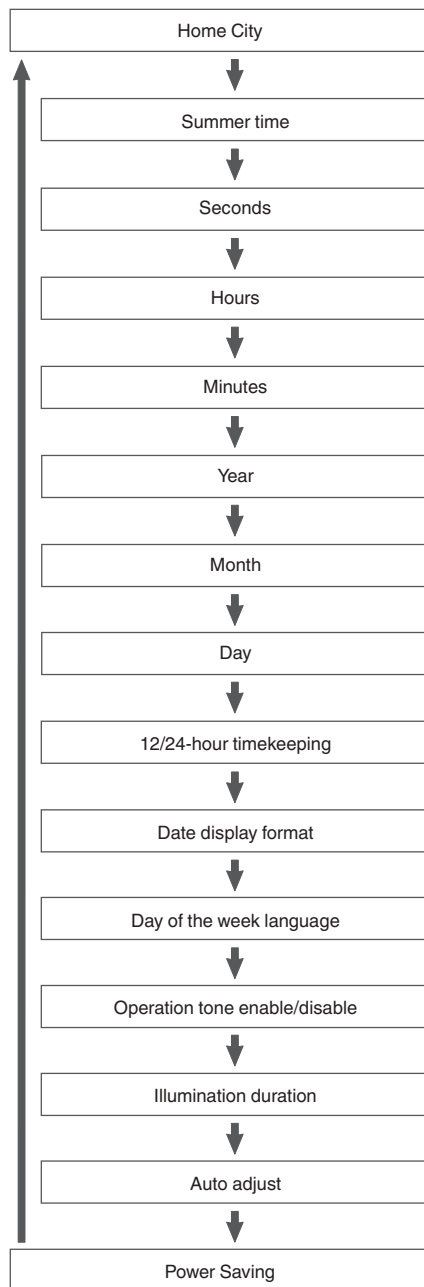 Home City
Summer time
Seconds
Hours
Minutes
Year
Month
Day
12/24-hour timekeeping
Date display format
Day of the week language
Operation tone enable/disable
Illumination duration
Auto adjust
Power Saving